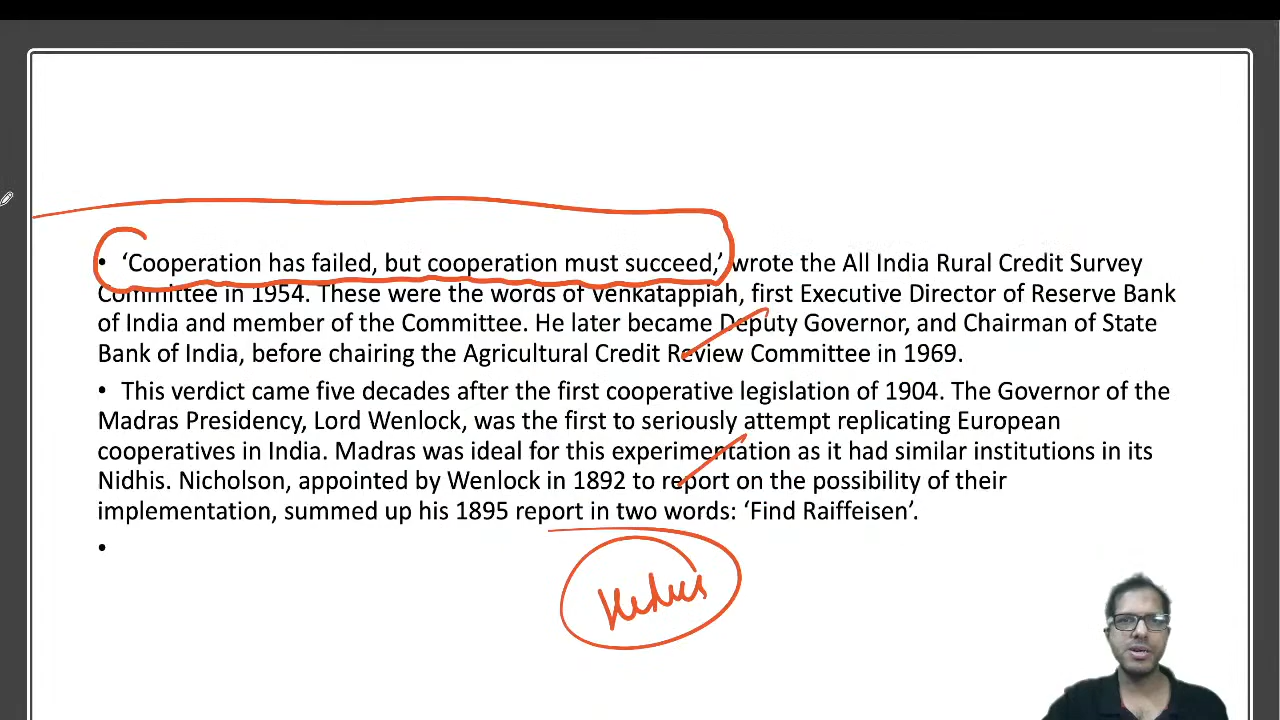 • ‘Cooperation has failed, but cooperation must succeed,’ wrote the All India Rural Credit Survey
Committee in 1954. These were the words of Venkatappiah, first Executive Director of Reserve Bank
of India and member of the Committee. He later became Deputy Governor, and Chairman of State
Bank of India, before chairing the Agricultural Credit Review Committee in 1969.
• This verdict came five decades after the first cooperative legislation of 1904. The Governor of the
Madras Presidency, Lord Wenlock, was the first to seriously attempt replicating European
cooperatives in India. Madras was ideal for this experimentation as it had similar institutions in its
Nidhis. Nicholson, appointed by Wenlock in 1892 to report on the possibility of their
implementation, summed up his 1895 report in two words: ‘Find Raiffeisen’.
•